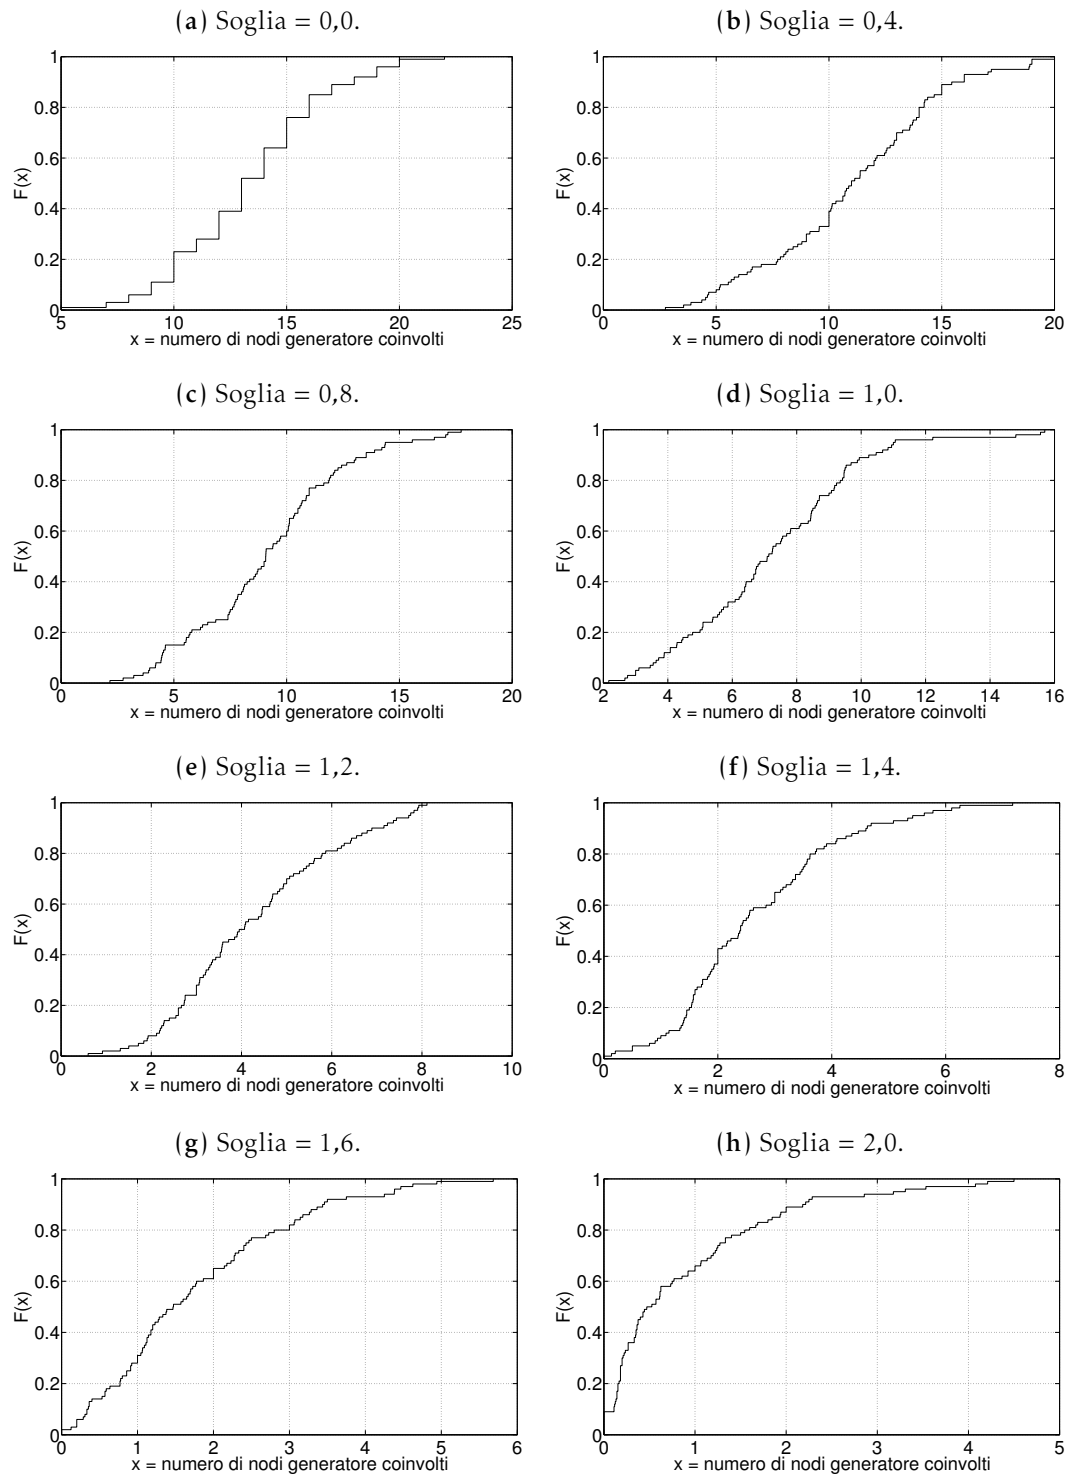 (a) Soglia = 0,0.
1
0.8
0.6
0.4
0.2
0
F(x)
5 10 15 20 25
x = numero di nodi generatore coinvolti
(b) Soglia = 0,4.
1
0.8
0.6
0.4
0.2
0
F(x)
0 5 10 15 20
x = numero di nodi generatore coinvolti
(c) Soglia = 0,8.
1
0.8
0.6
0.4
0.2
0
F(x)
0 5 10 15 20
x = numero di nodi generatore coinvolti
(d) Soglia = 1,0.
1
0.8
0.6
0.4
0.2
0
F(x)
2 4 6 8 10 12 14 16
x = numero di nodi generatore coinvolti
(e) Soglia = 1,2.
1
0.8
0.6
0.4
0.2
0
F(x)
0 2 4 6 8 10
x = numero di nodi generatore coinvolti
(f) Soglia = 1,4.
1
0.8
0.6
0.4
0.2
0
F(x)
0 2 4 6 8
x = numero di nodi generatore coinvolti
(g) Soglia = 1,6.
1
0.8
0.6
0.4
0.2
0
F(x)
0 1 2 3 4 5 6
x = numero di nodi generatore coinvolti
(h) Soglia = 2,0.
1
0.8
0.6
0.4
0.2
0
F(x)
0 1 2 3 4 5
x = numero di nodi generatore coinvolti